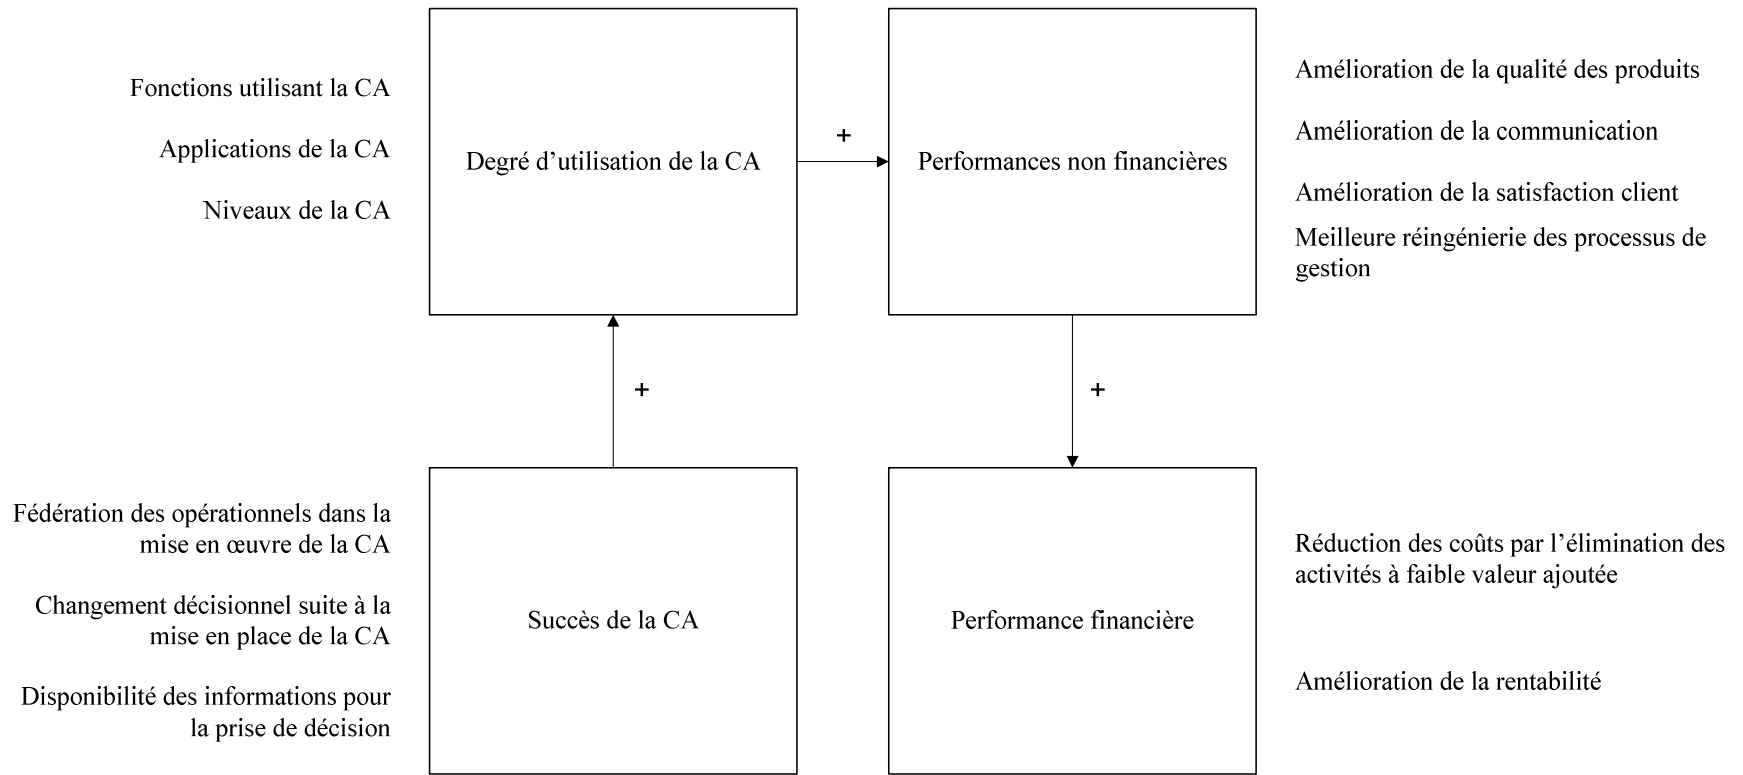 Fonctions utilisant la CA
Applications de la CA
Niveaux de la CA
Degré d’utilisation de la CA
+
Performances non financières
Amélioration de la qualité des produits
Amélioration de la communication
Amélioration de la satisfaction client
Meilleure réingénierie des processus de
gestion
+
+
Fédération des opérationnels dans la
mise en œuvre de la CA
Changement décisionnel suite à la
mise en place de la CA
Disponibilité des informations pour
la prise de décision
Succès de la CA
Performance financière
Réduction des coûts par l’élimination des
activités à faible valeur ajoutée
Amélioration de la rentabilité